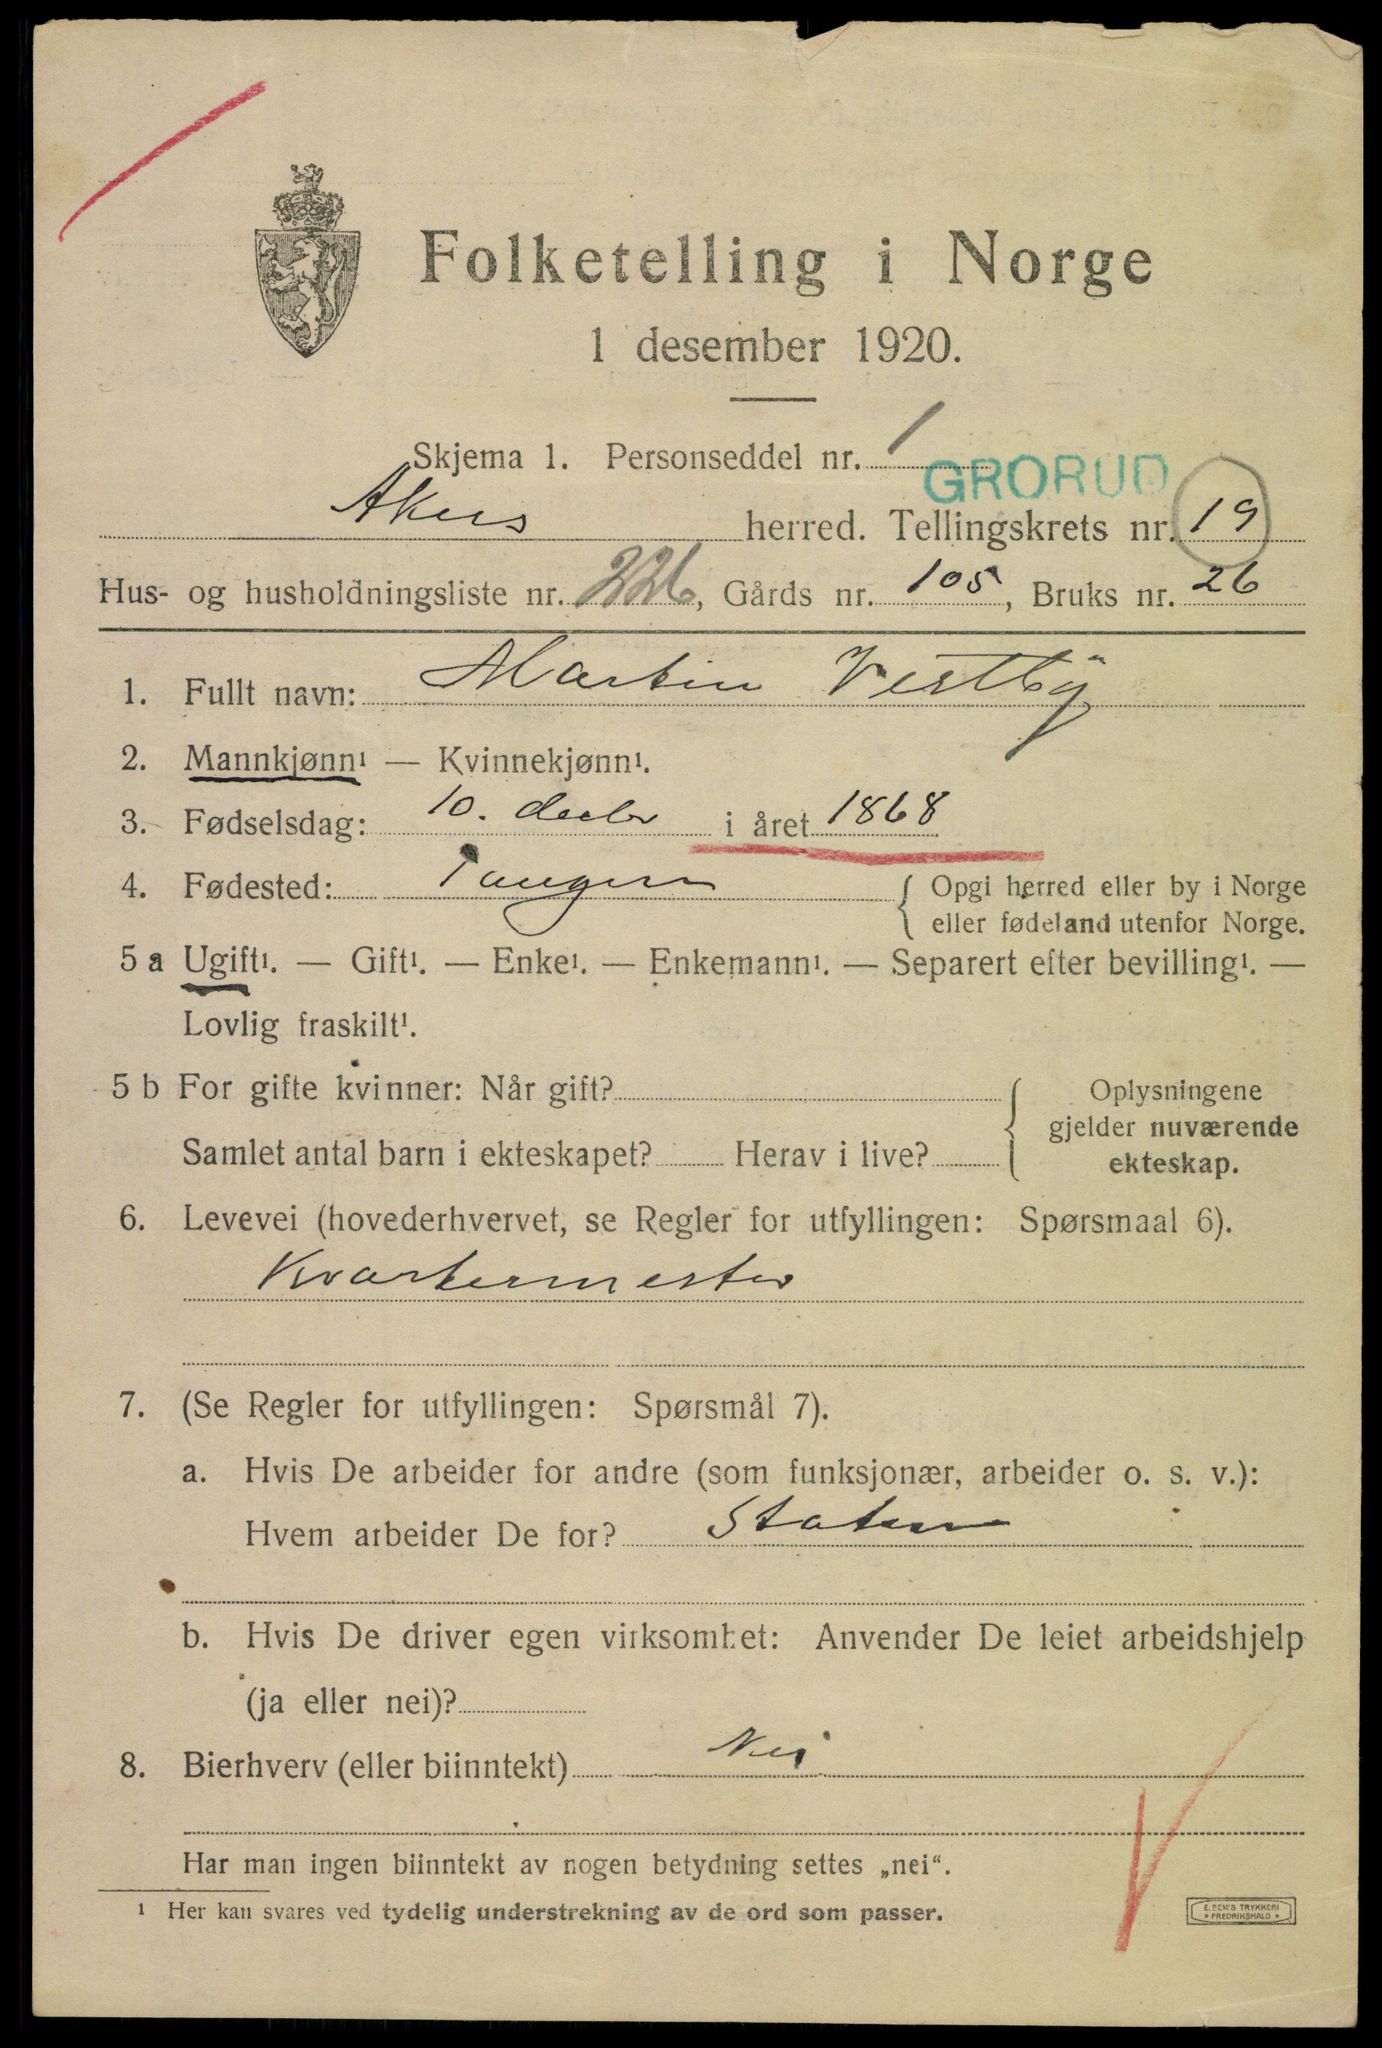 Folketelling i Norge
1 desember 1920.
Skjema 1. Personseddel nr. 1
GRORUD
Akers herred. Tellingskrets nr. 19
Hus- og husholdningsliste nr. 226, Gårds nr. 105, Bruks nr. 26
1. Fullt navn: Martin Vestby
2. Mannkjønn¹ — Kvinnekjønn¹.
3. Fødselsdag: 10. decbr i året 1868
4. Fødested: Tangen { Opgi herred eller by i Norge
eller fødeland utenfor Norge.
5 a Ugift¹. — Gift¹. — Enke¹. — Enkemann¹. — Separert efter bevilling¹. —
Lovlig fraskilt¹.
5 b For gifte kvinner: Når gift? { Oplysningene
gjelder nuværende
Samlet antal barn i ekteskapet? Herav i live? ekteskap.
6. Levevei (hovederhvervet, se Regler for utfyllingen: Spørsmaal 6).
Kvartermester
7. (Se Regler for utfyllingen: Spørsmål 7).
a. Hvis De arbeider for andre (som funksjonær, arbeider o. s. v.):
Hvem arbeider De for? Staten
b. Hvis De driver egen virksomhet: Anvender De leiet arbeidshjelp
(ja eller nei)?
8. Bierhverv (eller biinntekt) Nei
Har man ingen biinntekt av nogen betydning settes „nei“.
¹ Her kan svares ved tydelig understrekning av de ord som passer.
E. SEM'S TRYKKERI
* FREDRIKSHALD *